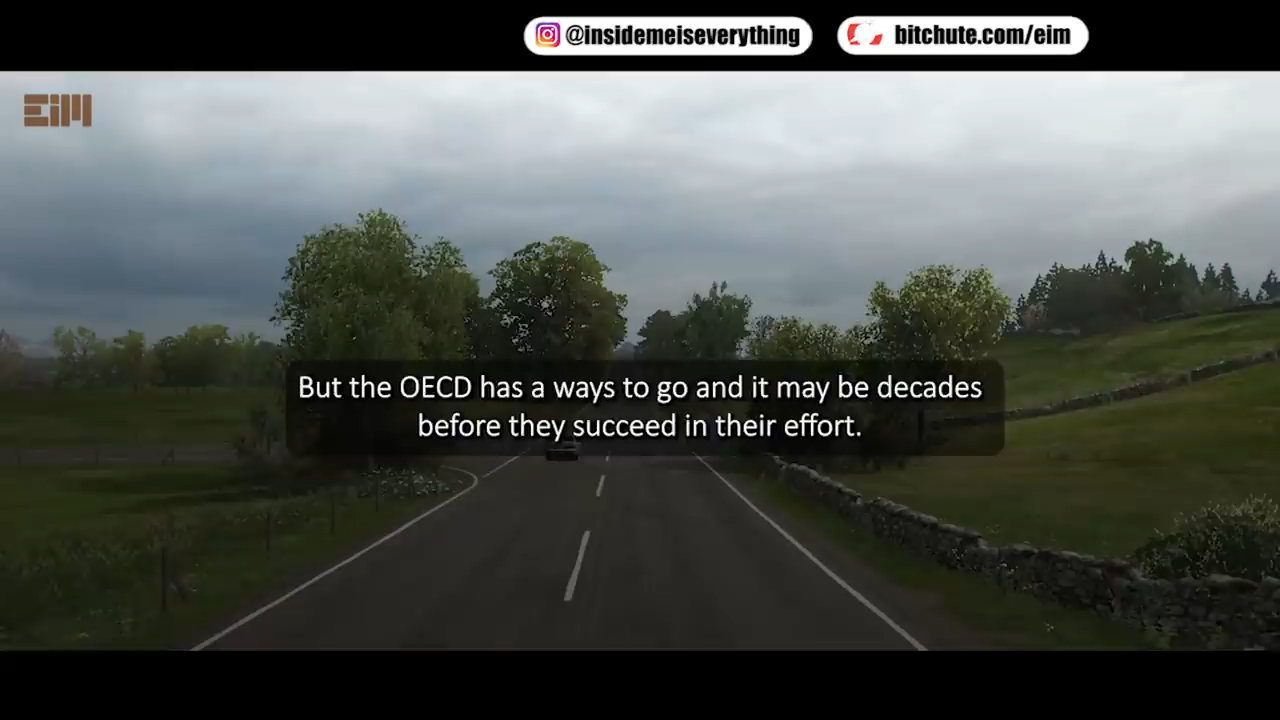 @insidemeiseverything
bitchute.com/eim
EiM
But the OECD has a ways to go and it may be decades
before they succeed in their effort.